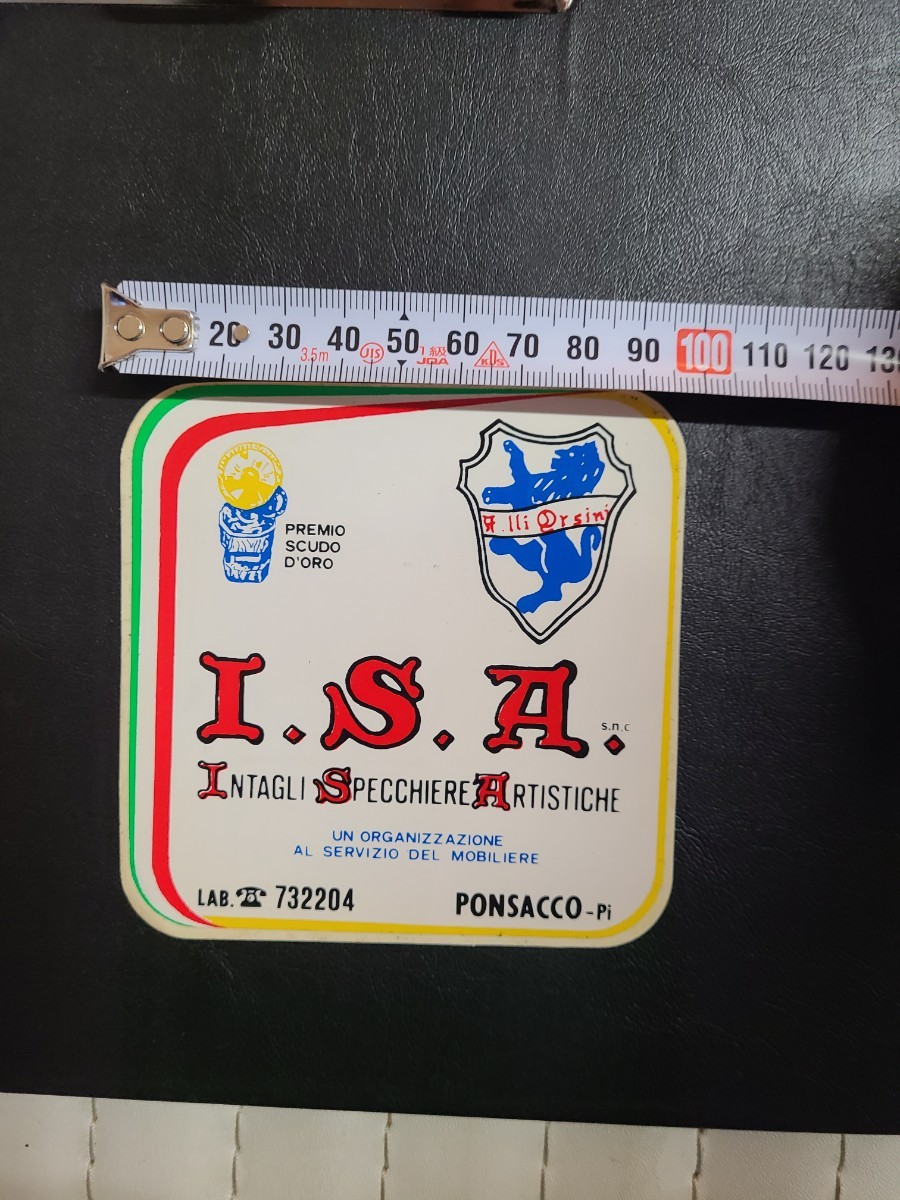 20 30 40 50 60 70 80 90 100 110 120 13
3.5m JIS 1級 JQA KDS
PREMIO
SCUDO
D'ORO
F.lli Orsini
I.S.A.
s.n.c
INTAGLI SPECCHIERE ARTISTICHE
UN ORGANIZZAZIONE
AL SERVIZIO DEL MOBILIERE
LAB. ☎ 732204 PONSACCO-Pi